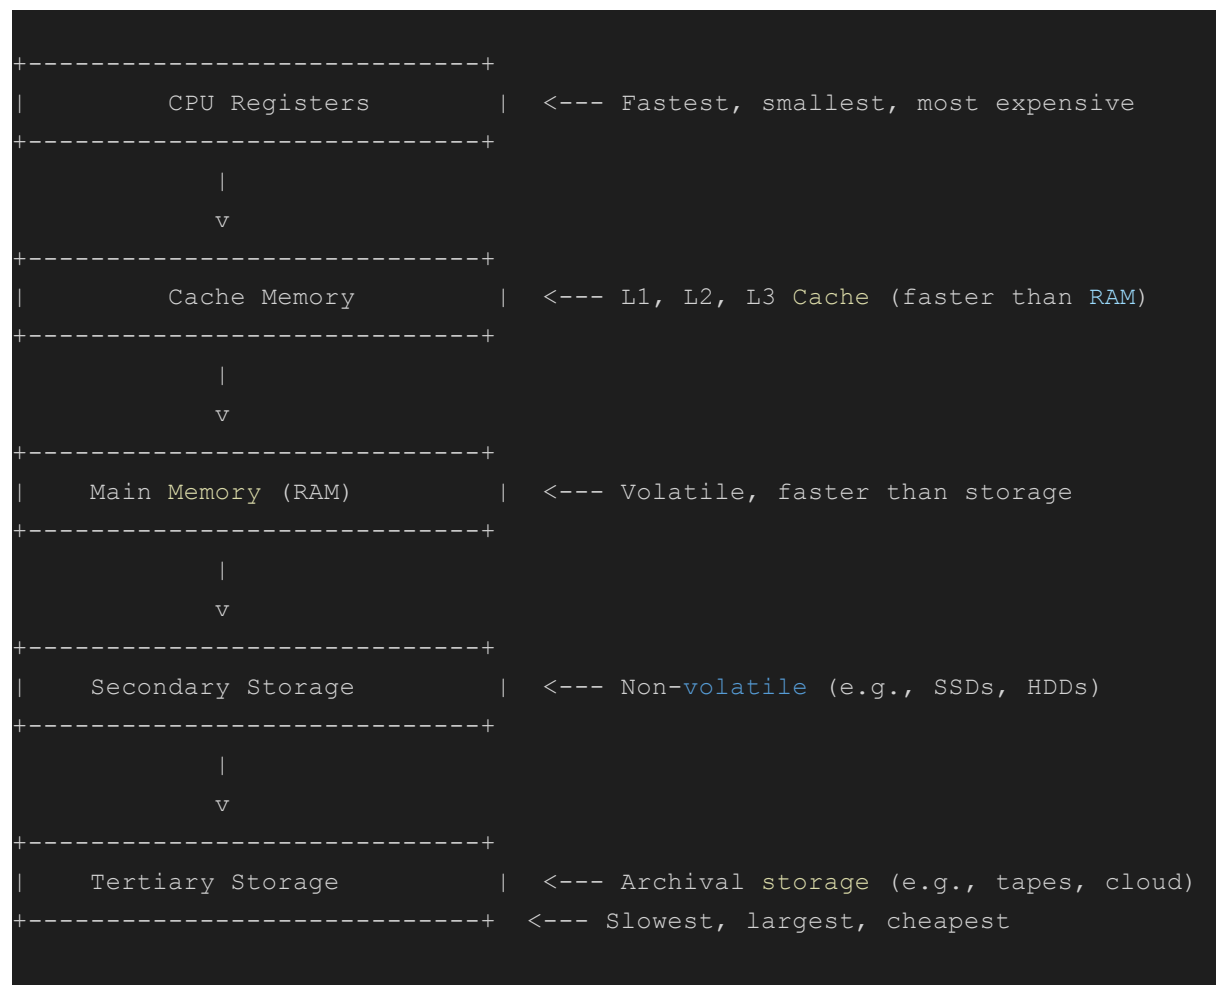 +-----------------------------+
|         CPU Registers        |  <--- Fastest, smallest, most expensive
+-----------------------------+
             |
             v
+-----------------------------+
|         Cache Memory         |  <--- L1, L2, L3 Cache (faster than RAM)
+-----------------------------+
             |
             v
+-----------------------------+
|    Main Memory (RAM)         |  <--- Volatile, faster than storage
+-----------------------------+
             |
             v
+-----------------------------+
|    Secondary Storage         |  <--- Non-volatile (e.g., SSDs, HDDs)
+-----------------------------+
             |
             v
+-----------------------------+
|    Tertiary Storage          |  <--- Archival storage (e.g., tapes, cloud)
+-----------------------------+  <--- Slowest, largest, cheapest